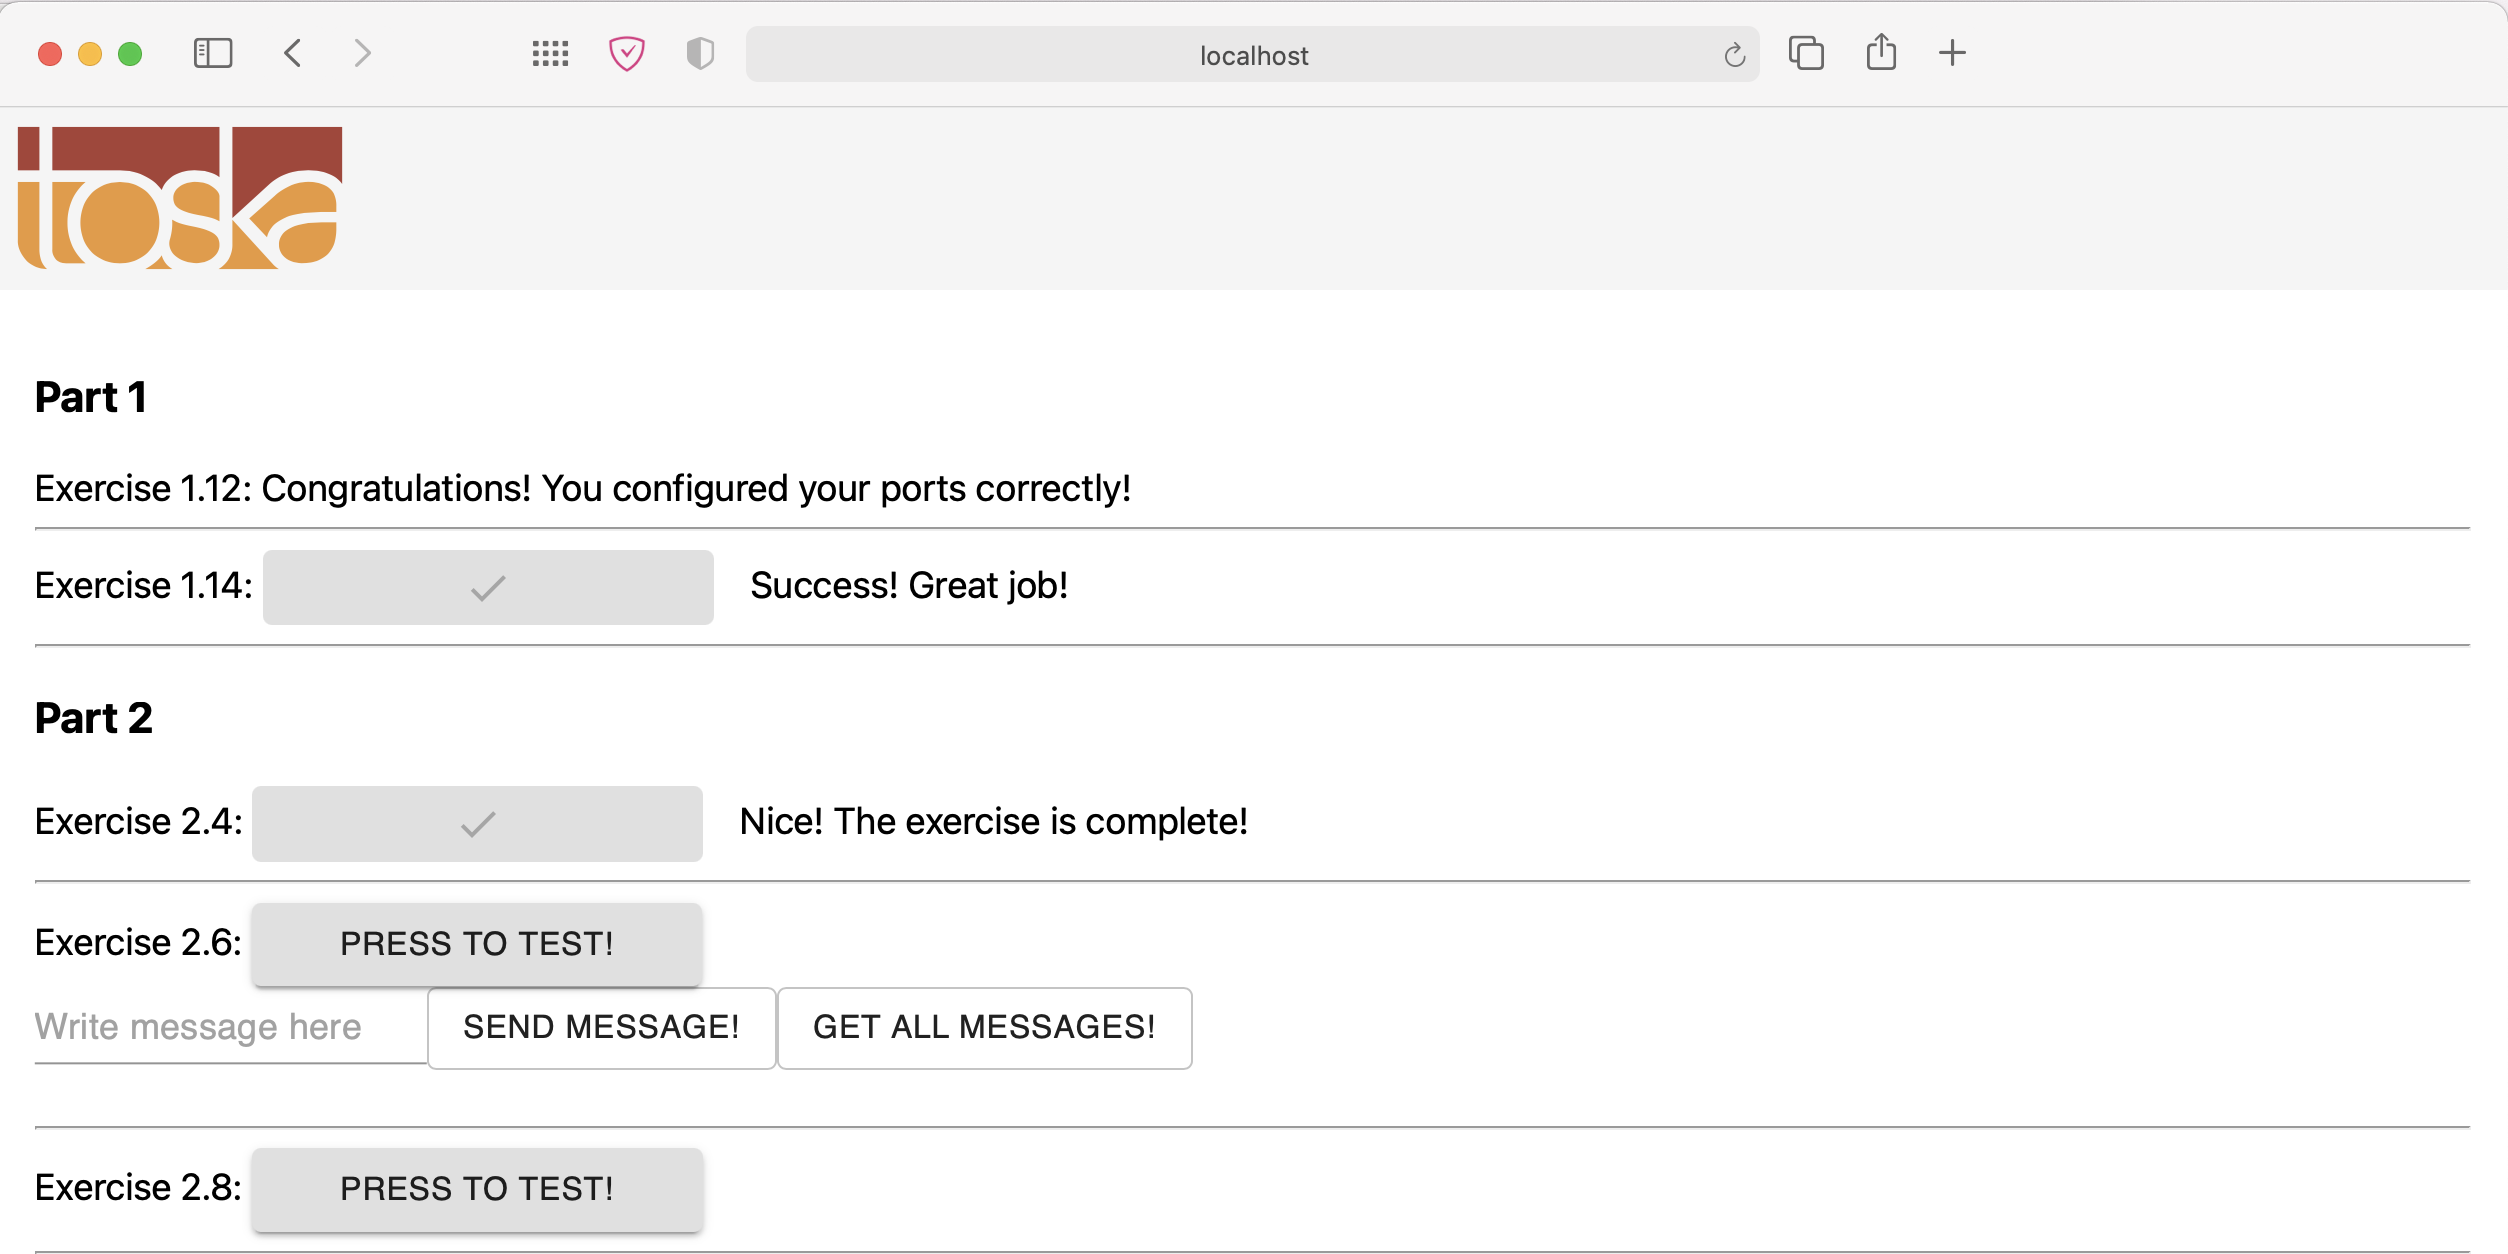 localhost
toska
Part 1
Exercise 1.12: Congratulations! You configured your ports correctly!
Exercise 1.14: Success! Great job!
Part 2
Exercise 2.4: Nice! The exercise is complete!
Exercise 2.6: PRESS TO TEST!
Write message here SEND MESSAGE! GET ALL MESSAGES!
Exercise 2.8: PRESS TO TEST!